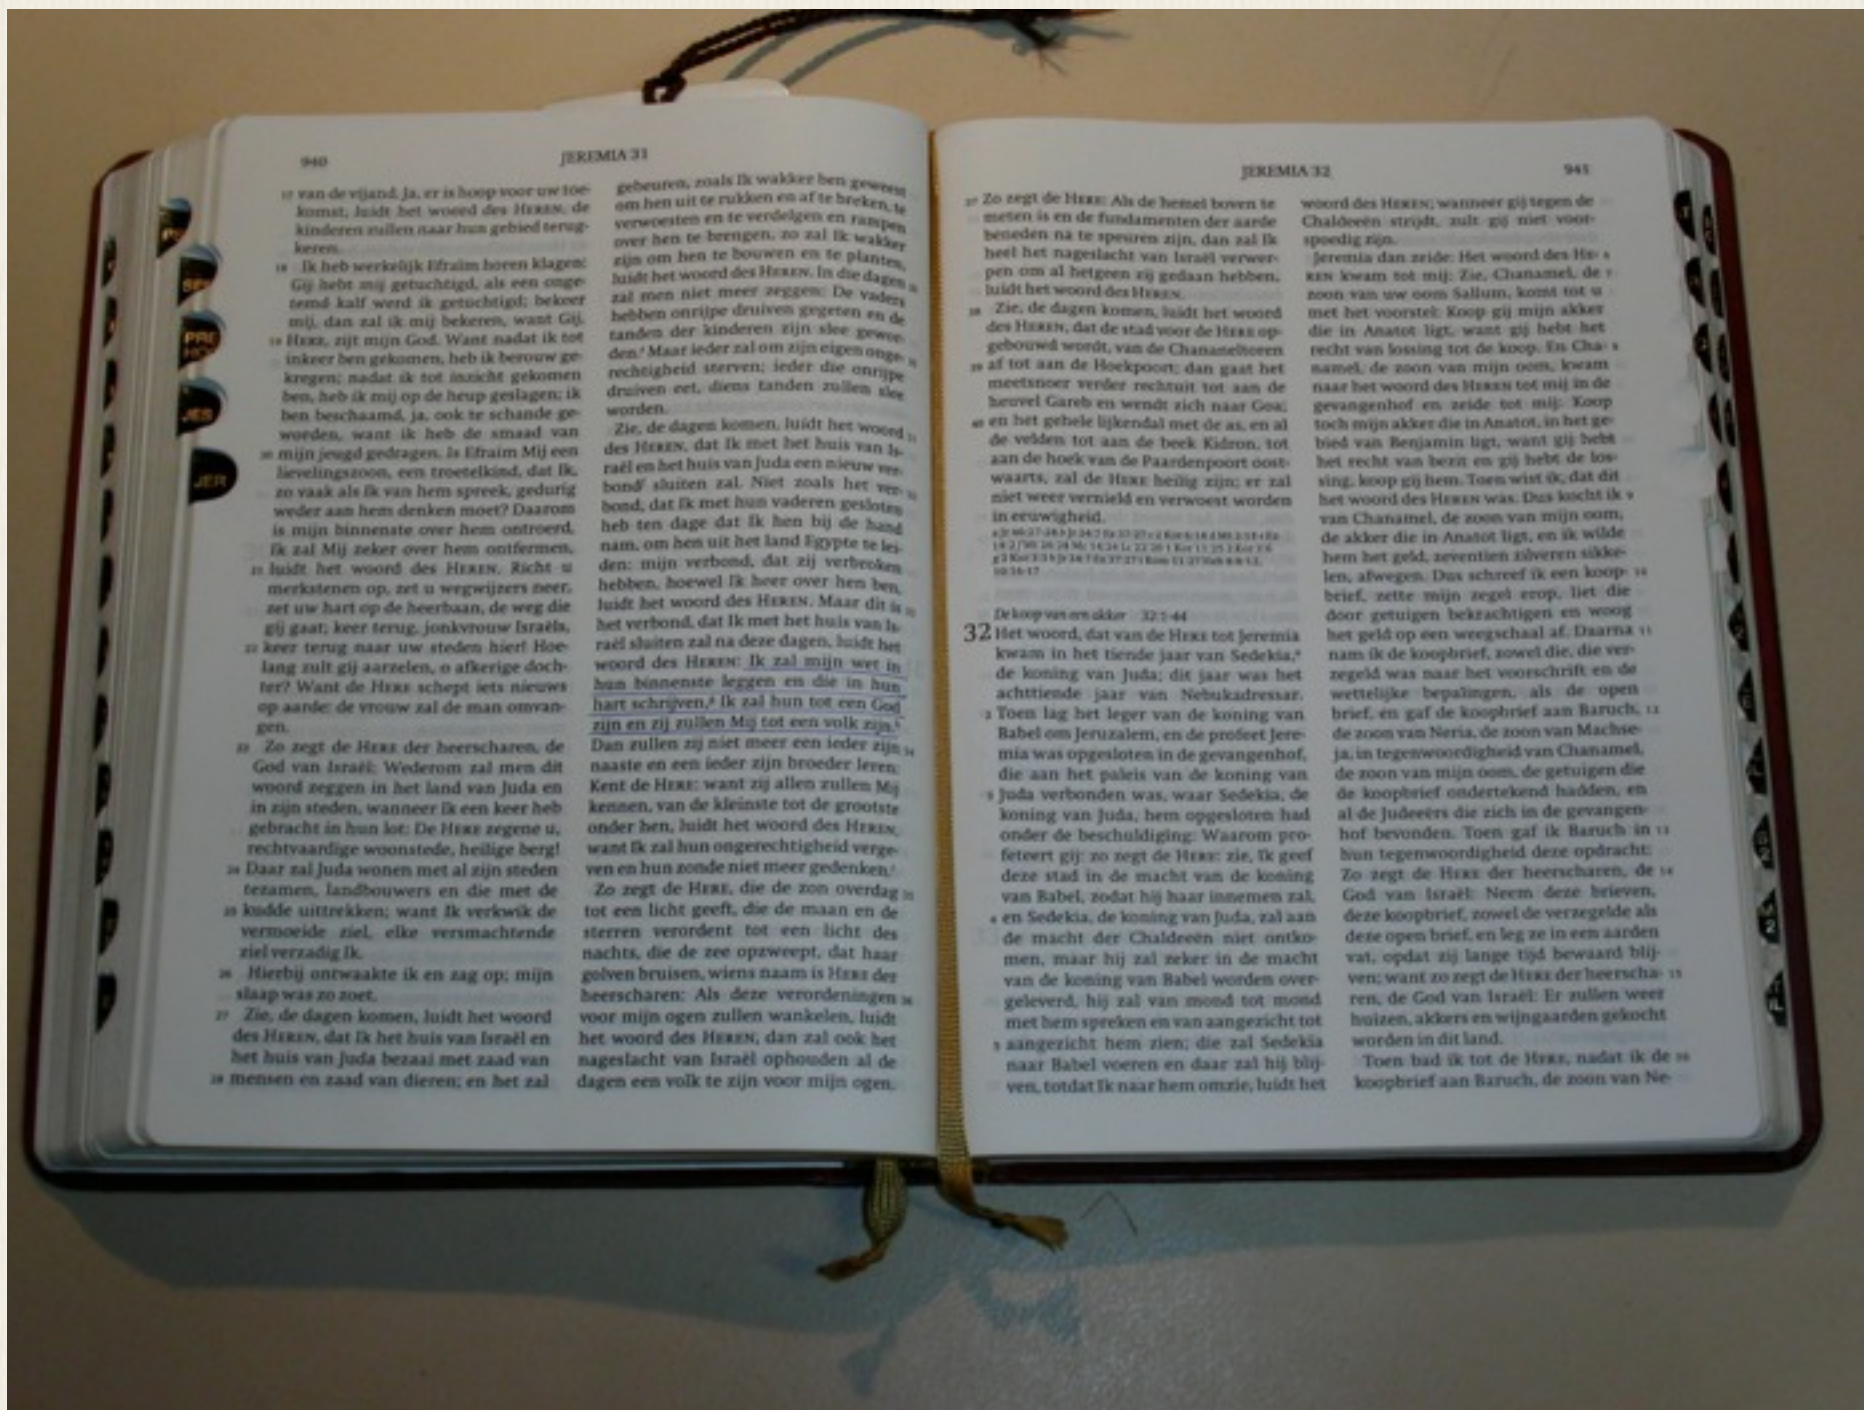 940
JEREMIA 31
17 van de vijand. Ja, er is hoop voor uw toe-
komst, luidt het woord des HEREN, de
kinderen zullen naar hun gebied terug-
keren.
18 Ik heb werkelijk Efraïm horen klagen:
Gij hebt mij getuchtigd, als een onge-
temd kalf werd ik getuchtigd; bekeer
mij, dan zal ik mij bekeren, want Gij,
19 HERE, zijt mijn God. Want nadat ik tot
inkeer ben gekomen, heb ik berouw ge-
kregen; nadat ik tot inzicht gekomen
ben, heb ik mij op de heup geslagen; ik
ben beschaamd, ja, ook te schande ge-
worden, want ik heb de smaad van
20 mijn jeugd gedragen. Is Efraïm Mij een
lievelingszoon, een troetelkind, dat Ik,
zo vaak als Ik van hem spreek, gedurig
weder aan hem denken moet? Daarom
is mijn binnenste over hem ontroerd,
Ik zal Mij zeker over hem ontfermen,
21 luidt het woord des HEREN. Richt u
merkstenen op, zet u wegwijzers neer,
zet uw hart op de heerbaan, de weg die
gij gaat; keer terug, jonkvrouw Israëls,
22 keer terug naar uw steden hier! Hoe-
lang zult gij aarzelen, o afkerige doch-
ter? Want de HERE schept iets nieuws
op aarde: de vrouw zal de man omvan-
gen.
23 Zo zegt de HERE der heerscharen, de
God van Israël: Wederom zal men dit
woord zeggen in het land van Juda en
in zijn steden, wanneer Ik een keer heb
gebracht in hun lot: De HERE zegene u,
rechtvaardige woonstede, heilige berg!
24 Daar zal Juda wonen met al zijn steden
tezamen, landbouwers en die met de
25 kudde uittrekken; want Ik verkwik de
vermoeide ziel, elke versmachtende
ziel verzadig Ik.
26 Hierbij ontwaakte ik en zag op; mijn
slaap was zo zoet.
27 Zie, de dagen komen, luidt het woord
des HEREN, dat Ik het huis van Israël en
het huis van Juda bezaai met zaad van
28 mensen en zaad van dieren; en het zal
gebeuren, zoals Ik wakker ben geweest
om hen uit te rukken en af te breken, te
verwoesten en te verdelgen en rampen
over hen te brengen, zo zal Ik wakker
zijn om hen te bouwen en te planten,
luidt het woord des HEREN. In die dagen 29
zal men niet meer zeggen: De vaders
hebben onrijpe druiven gegeten en de
tanden der kinderen zijn slee gewor-
den. Maar ieder zal om zijn eigen onge- 30
rechtigheid sterven; ieder die onrijpe
druiven eet, diens tanden zullen slee
worden.
Zie, de dagen komen, luidt het woord 31
des HEREN, dat Ik met het huis van Is-
raël en het huis van Juda een nieuw ver-
bond sluiten zal. Niet zoals het ver- 32
bond, dat Ik met hun vaderen gesloten
heb ten dage dat Ik hen bij de hand
nam, om hen uit het land Egypte te lei-
den: mijn verbond, dat zij verbroken
hebben, hoewel Ik heer over hen ben,
luidt het woord des HEREN. Maar dit is 33
het verbond, dat Ik met het huis van Is-
raël sluiten zal na deze dagen, luidt het
woord des HEREN: Ik zal mijn wet in
hun binnenste leggen en die in hun
hart schrijven,g Ik zal hun tot een God
zijn en zij zullen Mij tot een volk zijn.h
Dan zullen zij niet meer een ieder zijn 34
naaste en een ieder zijn broeder leren:
Kent de HERE: want zij allen zullen Mij
kennen, van de kleinste tot de grootste
onder hen, luidt het woord des HEREN,
want Ik zal hun ongerechtigheid verge-
ven en hun zonde niet meer gedenken.i
Zo zegt de HERE, die de zon overdag 35
tot een licht geeft, die de maan en de
sterren verordent tot een licht des
nachts, die de zee opzweept, dat haar
golven bruisen, wiens naam is HERE der
heerscharen: Als deze verordeningen 36
voor mijn ogen zullen wankelen, luidt
het woord des HEREN, dan zal ook het
nageslacht van Israël ophouden al de
dagen een volk te zijn voor mijn ogen.
JEREMIA 32
941
37 Zo zegt de HERE: Als de hemel boven te
meten is en de fundamenten der aarde
beneden na te speuren zijn, dan zal Ik
heel het nageslacht van Israël verwer-
pen om al hetgeen zij gedaan hebben,
luidt het woord des HEREN.
38 Zie, de dagen komen, luidt het woord
des HEREN, dat de stad voor de HERE op-
gebouwd wordt, van de Chananeltoren
39 af tot aan de Hoekpoort; dan gaat het
meetsnoer verder rechtuit tot aan de
heuvel Gareb en wendt zich naar Goa;
40 en het gehele lijkendal met de as, en al
de velden tot aan de beek Kidron, tot
aan de hoek van de Paardenpoort oost-
waarts, zal de HERE heilig zijn; er zal
niet weer vernield en verwoest worden
in eeuwigheid.
10:16-17
De koop van een akker 32:1-44
32 Het woord, dat van de HERE tot Jeremia
kwam in het tiende jaar van Sedekia,a
de koning van Juda; dit jaar was het
achttiende jaar van Nebukadressar.
2 Toen lag het leger van de koning van
Babel om Jeruzalem, en de profeet Jere-
mia was opgesloten in de gevangenhof,
die aan het paleis van de koning van
3 Juda verbonden was, waar Sedekia, de
koning van Juda, hem opgesloten had
onder de beschuldiging: Waarom pro-
feteert gij: zo zegt de HERE: zie, Ik geef
deze stad in de macht van de koning
van Babel, zodat hij haar innemen zal,
4 en Sedekia, de koning van Juda, zal aan
de macht der Chaldeeën niet ontko-
men, maar hij zal zeker in de macht
van de koning van Babel worden over-
geleverd, hij zal van mond tot mond
met hem spreken en van aangezicht tot
5 aangezicht hem zien; die zal Sedekia
naar Babel voeren en daar zal hij blij-
ven, totdat Ik naar hem omzie, luidt het
woord des HEREN; wanneer gij tegen de
Chaldeeën strijdt, zult gij niet voor-
spoedig zijn.
Jeremia dan zeide: Het woord des HE- 6
REN kwam tot mij: Zie, Chanamel, de 7
zoon van uw oom Sallum, komt tot u
met het voorstel: Koop gij mijn akker
die in Anatot ligt, want gij hebt het
recht van lossing tot de koop. En Cha- 8
namel, de zoon van mijn oom, kwam
naar het woord des HEREN tot mij in de
gevangenhof en zeide tot mij: Koop
toch mijn akker die in Anatot, in het ge-
bied van Benjamin ligt, want gij hebt
het recht van bezit en gij hebt de los-
sing, koop gij hem. Toen wist ik, dat dit
het woord des HEREN was. Dus kocht ik 9
van Chanamel, de zoon van mijn oom,
de akker die in Anatot ligt, en ik wilde
hem het geld, zeventien zilveren sikke-
len, afwegen. Dus schreef ik een koop- 10
brief, zette mijn zegel erop, liet die
door getuigen bekrachtigen en woog
het geld op een weegschaal af. Daarna 11
nam ik de koopbrief, zowel die, die ver-
zegeld was naar het voorschrift en de
wettelijke bepalingen, als de open
brief, en gaf de koopbrief aan Baruch, 12
de zoon van Neria, de zoon van Machse-
ja, in tegenwoordigheid van Chanamel,
de zoon van mijn oom, de getuigen die
de koopbrief ondertekend hadden, en
al de Judeeërs die zich in de gevangen-
hof bevonden. Toen gaf ik Baruch in 13
hun tegenwoordigheid deze opdracht:
Zo zegt de HERE der heerscharen, de 14
God van Israël: Neem deze brieven,
deze koopbrief, zowel de verzegelde als
deze open brief, en leg ze in een aarden
vat, opdat zij lange tijd bewaard blij-
ven; want zo zegt de HERE der heerscha- 15
ren, de God van Israël: Er zullen weer
huizen, akkers en wijngaarden gekocht
worden in dit land.
Toen bad ik tot de HERE, nadat ik de 16
koopbrief aan Baruch, de zoon van Ne-
PRE
JES
JER